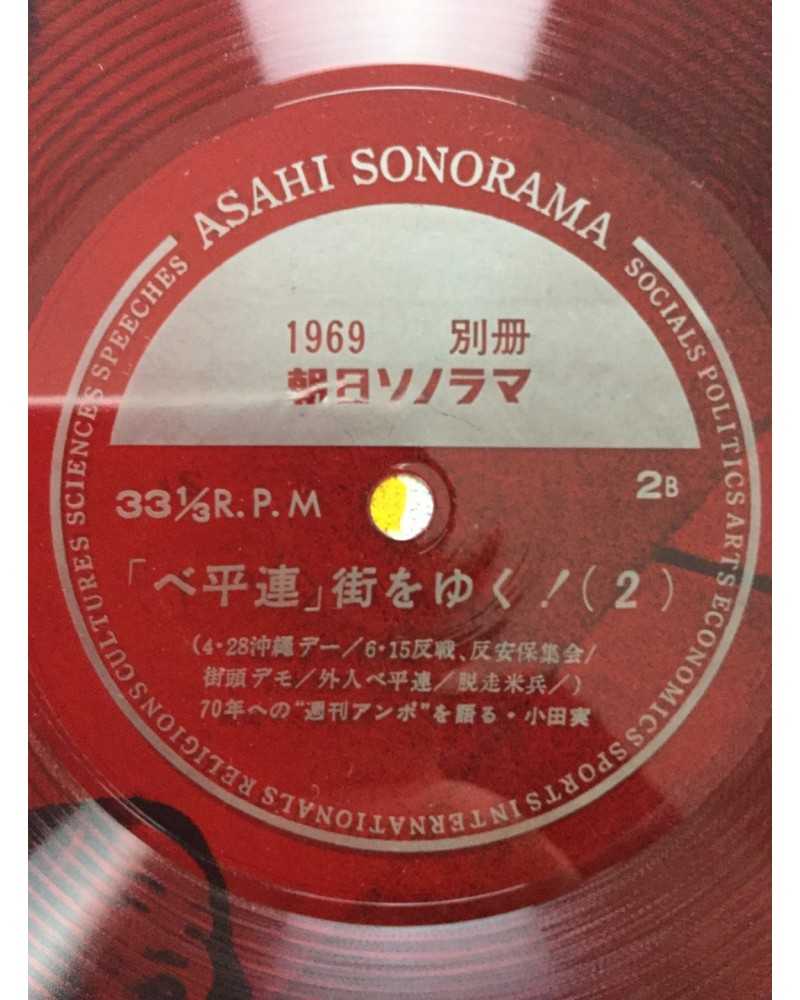 ASAHI SONORAMA
SOCIALS POLITICS ARTS ECONOMICS SPORTS INTERNATIONALS RELIGIONS CULTURES SCIENCES SPEECHES
1969 別冊
朝日ソノラマ
33⅓R.P.M
2B
「ベ平連」街をゆく!(2)
(4・28沖縄デー/6・15反戦、反安保集会/
街頭デモ/外人ベ平連/脱走米兵/)
70年への“週刊アンポ”を語る・小田実